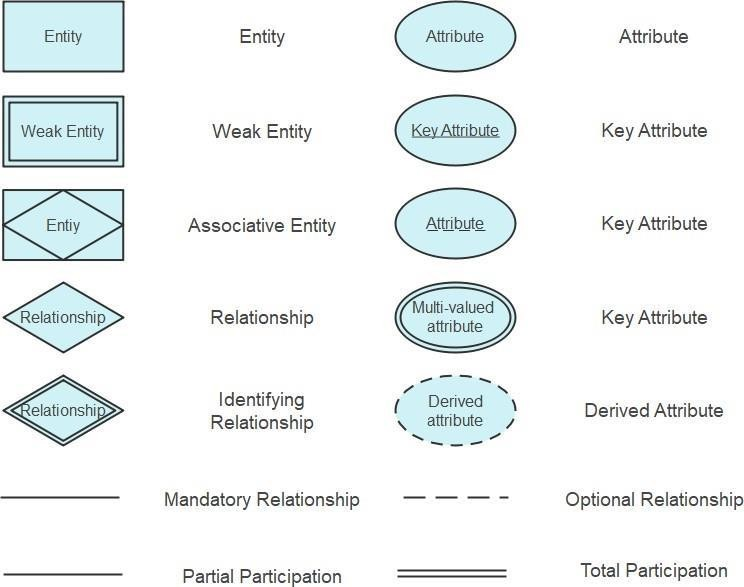 Entity Entity Attribute Attribute
Weak Entity Weak Entity Key Attribute Key Attribute
Entiy Associative Entity Attribute Key Attribute
Relationship Relationship Multi-valued
attribute Key Attribute
Relationship Identifying
Relationship Derived
attribute Derived Attribute
Mandatory Relationship Optional Relationship
Partial Participation Total Participation